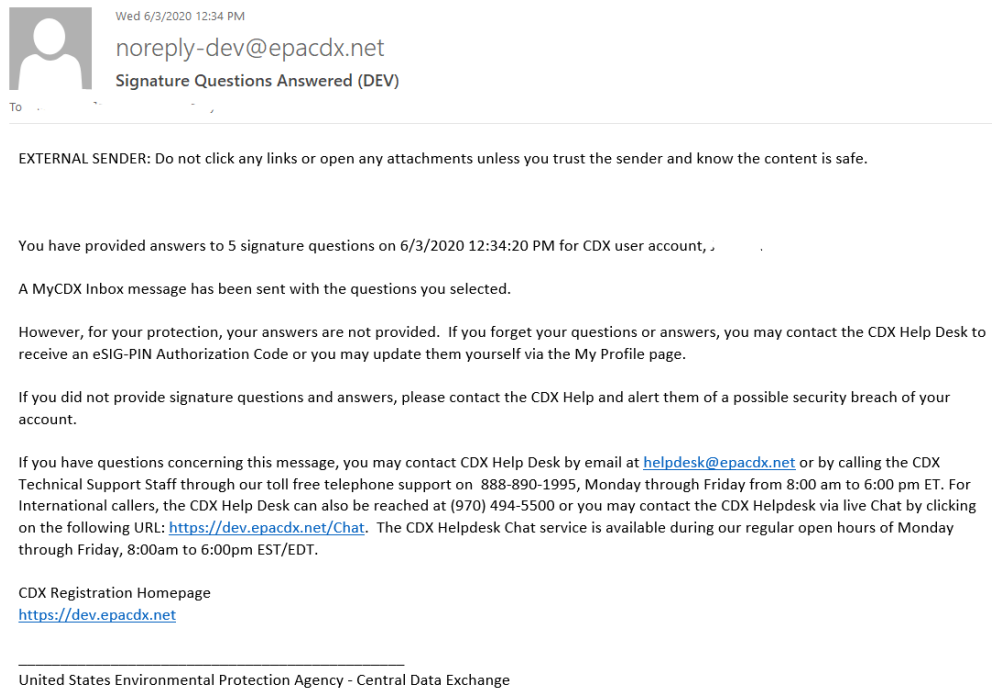 Wed 6/3/2020 12:34 PM
noreply-dev@epacdx.net
Signature Questions Answered (DEV)
To
EXTERNAL SENDER: Do not click any links or open any attachments unless you trust the sender and know the content is safe.
You have provided answers to 5 signature questions on 6/3/2020 12:34:20 PM for CDX user account,
A MyCDX Inbox message has been sent with the questions you selected.
However, for your protection, your answers are not provided.  If you forget your questions or answers, you may contact the CDX Help Desk to
receive an eSIG-PIN Authorization Code or you may update them yourself via the My Profile page.
If you did not provide signature questions and answers, please contact the CDX Help and alert them of a possible security breach of your
account.
If you have questions concerning this message, you may contact CDX Help Desk by email at helpdesk@epacdx.net or by calling the CDX
Technical Support Staff through our toll free telephone support on  888-890-1995, Monday through Friday from 8:00 am to 6:00 pm ET. For
International callers, the CDX Help Desk can also be reached at (970) 494-5500 or you may contact the CDX Helpdesk via live Chat by clicking
on the following URL: https://dev.epacdx.net/Chat.  The CDX Helpdesk Chat service is available during our regular open hours of Monday
through Friday, 8:00am to 6:00pm EST/EDT.
CDX Registration Homepage
https://dev.epacdx.net
United States Environmental Protection Agency - Central Data Exchange